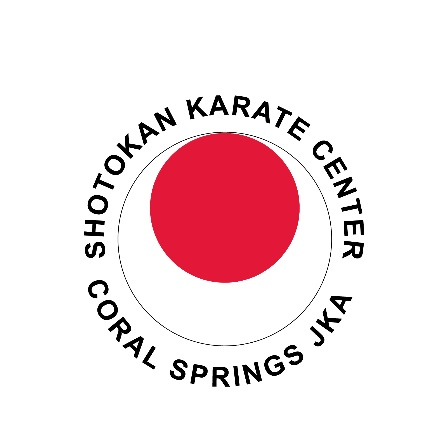 SHOTOKAN KARATE CENTER
CORAL SPRINGS JKA